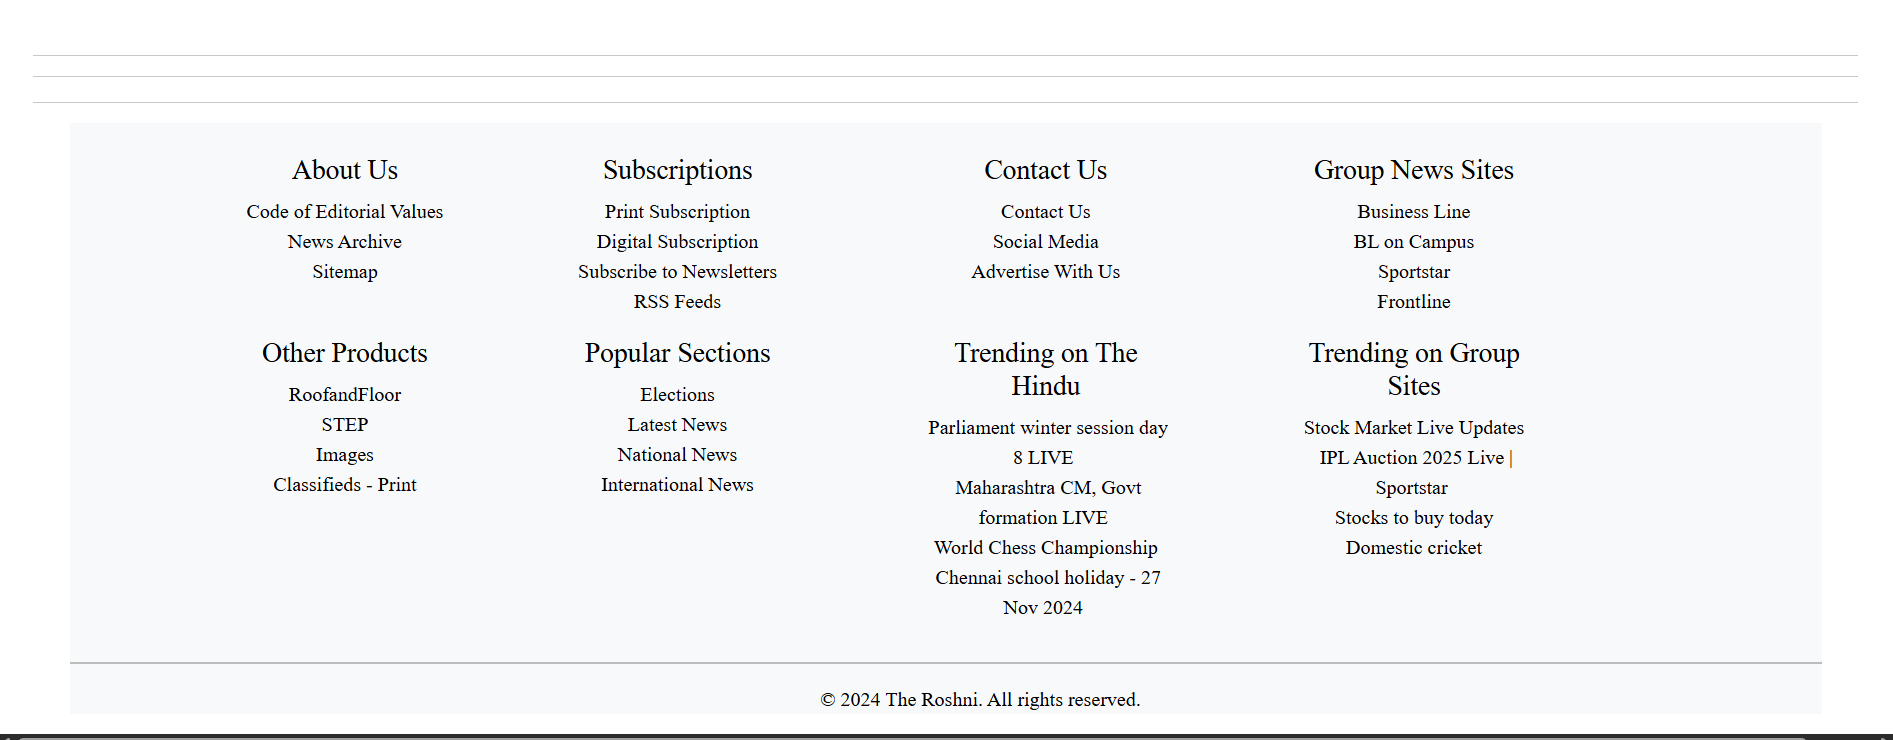 About Us
Code of Editorial Values
News Archive
Sitemap
Subscriptions
Print Subscription
Digital Subscription
Subscribe to Newsletters
RSS Feeds
Contact Us
Contact Us
Social Media
Advertise With Us
Group News Sites
Business Line
BL on Campus
Sportstar
Frontline
Other Products
RoofandFloor
STEP
Images
Classifieds - Print
Popular Sections
Elections
Latest News
National News
International News
Trending on The
Hindu
Parliament winter session day
8 LIVE
Maharashtra CM, Govt
formation LIVE
World Chess Championship
Chennai school holiday - 27
Nov 2024
Trending on Group
Sites
Stock Market Live Updates
IPL Auction 2025 Live |
Sportstar
Stocks to buy today
Domestic cricket
© 2024 The Roshni. All rights reserved.